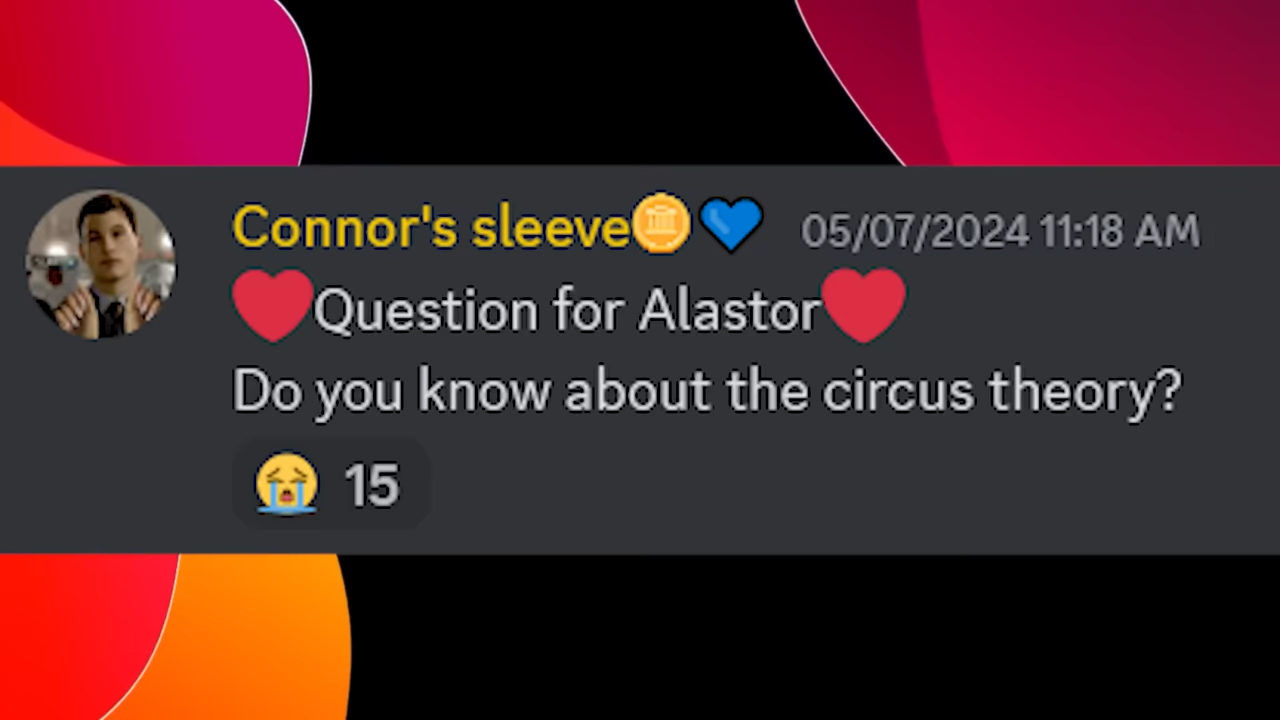 Connor's sleeve🪙💙 05/07/2024 11:18 AM
❤️Question for Alastor❤️
Do you know about the circus theory?
😭 15